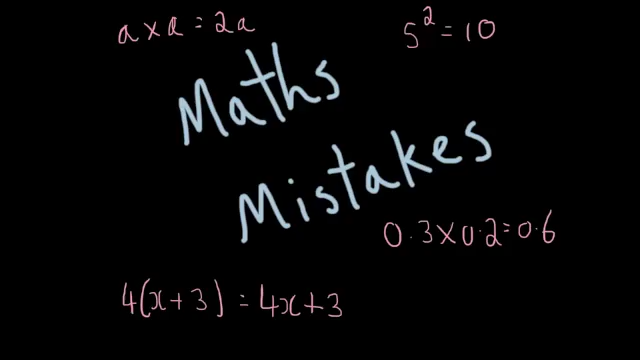 a × a = 2a
5² = 10
Maths
Mistakes
0.3 × 0.2 = 0.6
4(x + 3) = 4x + 3